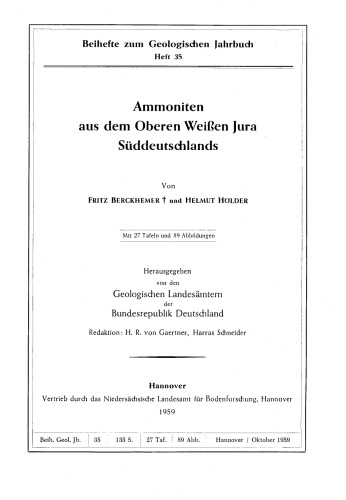 Beihefte zum Geologischen Jahrbuch
Heft 35
Ammoniten
aus dem Oberen Weißen Jura
Süddeutschlands
Von
FRITZ BERCKHEMER † und HELMUT HOLDER
Mit 27 Tafeln und 89 Abbildungen
Herausgegeben
von den
Geologischen Landesämtern
der
Bundesrepublik Deutschland
Redaktion: H. R. von Gaertner, Harras Schneider
Hannover
Vertrieb durch das Niedersächsische Landesamt für Bodenforschung, Hannover
1959
Beih. Geol. Jb. 35 135 S. 27 Taf. 89 Abb. Hannover / Oktober 1959